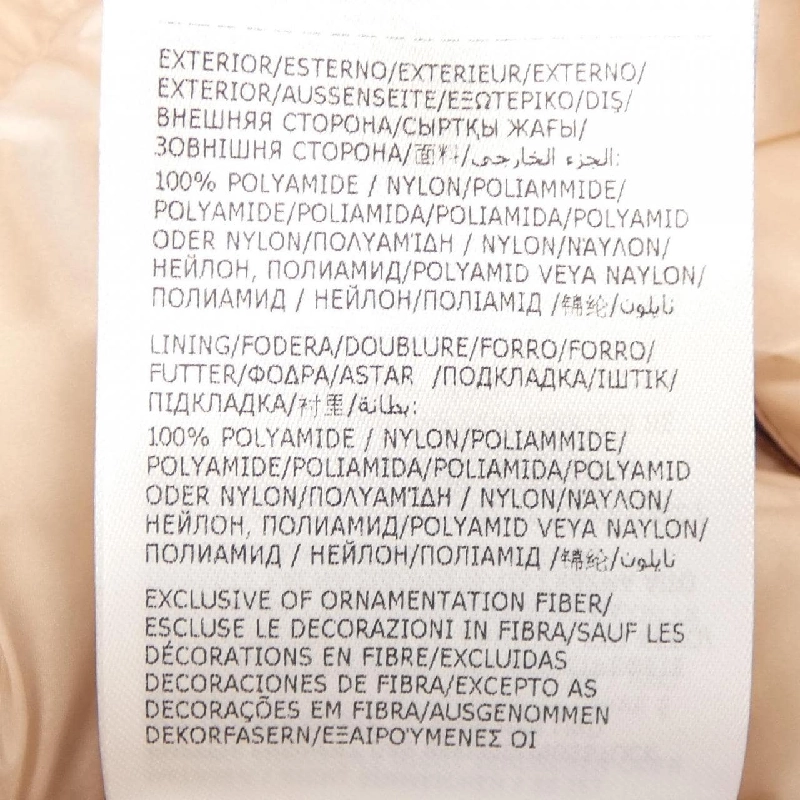 EXTERIOR/ESTERNO/EXTERIEUR/EXTERNO/
EXTERIOR/AUSSENSEITE/ΕΞΩΤΕΡΙΚΟ/DIŞ/
ВНЕШНЯЯ СТОРОНА/СЫРТҚЫ ЖАҒЫ/
ЗОВНІШНЯ СТОРОНА/面料/الجزء الخارجي:
100% POLYAMIDE / NYLON/POLIAMMIDE/
POLYAMIDE/POLIAMIDA/POLIAMIDA/POLYAMID
ODER NYLON/ΠΟΛΥΑΜΊΔΗ / NYLON/ΝΆΥΛΟΝ/
НЕЙЛОН, ПОЛИАМИД/POLYAMID VEYA NAYLON/
ПОЛИАМИД / НЕЙЛОН/ПОЛІАМІД /锦纶/نايلون
LINING/FODERA/DOUBLURE/FORRO/FORRO/
FUTTER/ΦΟΔΡΑ/ASTAR /ПОДКЛАДКА/ІШТІК/
ПІДКЛАДКА/衬里/بطانة:
100% POLYAMIDE / NYLON/POLIAMMIDE/
POLYAMIDE/POLIAMIDA/POLIAMIDA/POLYAMID
ODER NYLON/ΠΟΛΥΑΜΊΔΗ / NYLON/ΝΆΥΛΟΝ/
НЕЙЛОН, ПОЛИАМИД/POLYAMID VEYA NAYLON/
ПОЛИАМИД / НЕЙЛОН/ПОЛІАМІД /锦纶/نايلون
EXCLUSIVE OF ORNAMENTATION FIBER/
ESCLUSE LE DECORAZIONI IN FIBRA/SAUF LES
DÉCORATIONS EN FIBRE/EXCLUIDAS
DECORACIONES DE FIBRA/EXCEPTO AS
DECORAÇÕES EM FIBRA/AUSGENOMMEN
DEKORFASERN/ΕΞΑΙΡΟΎΜΕΝΕΣ ΟΙ